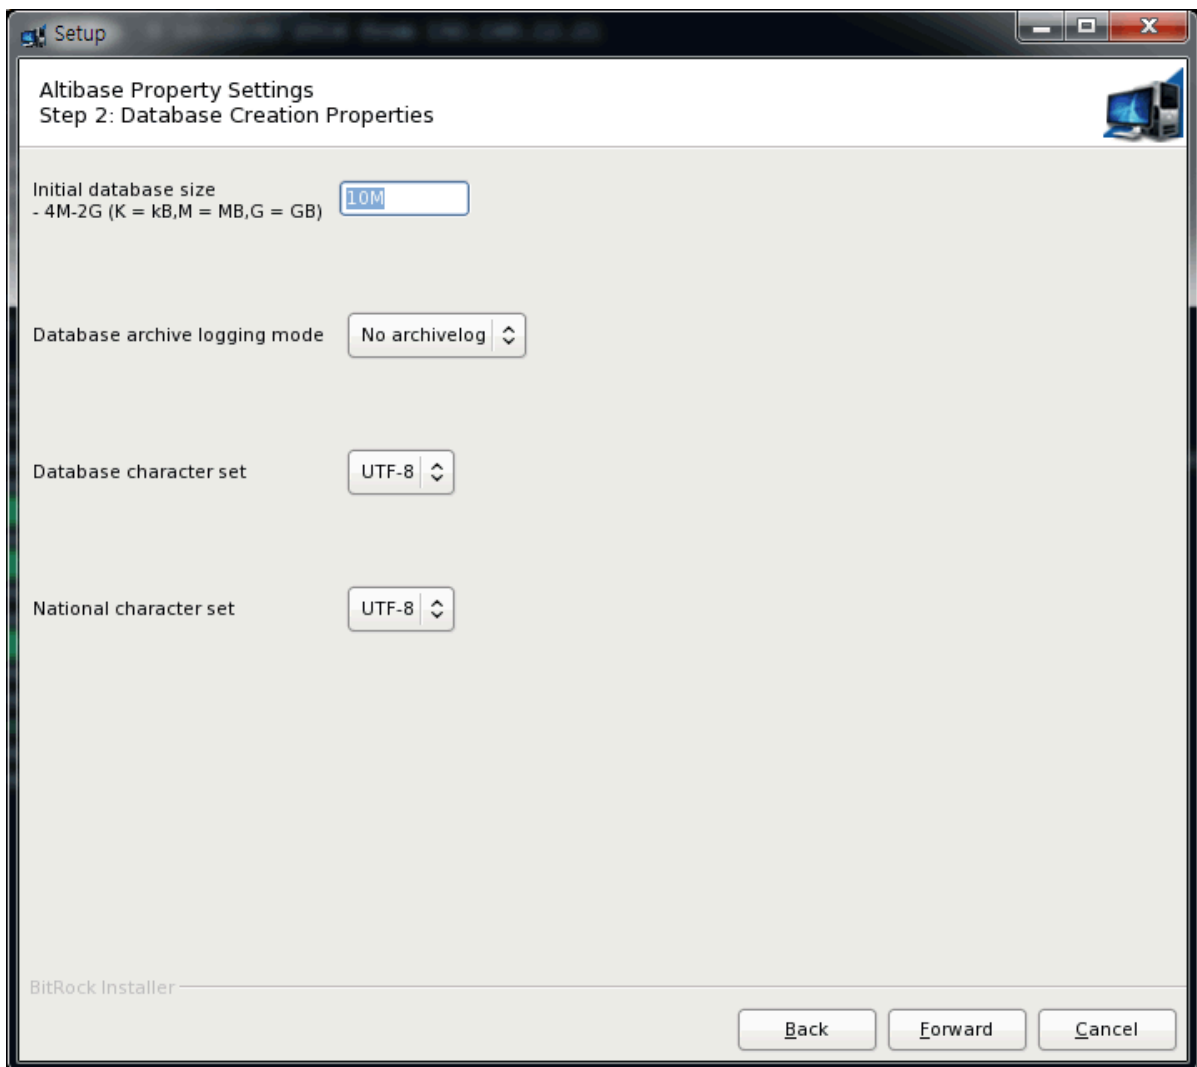 Setup
Altibase Property Settings
Step 2: Database Creation Properties
Initial database size
- 4M-2G (K = kB,M = MB,G = GB)
10M
Database archive logging mode
No archivelog
Database character set
UTF-8
National character set
UTF-8
BitRock Installer
Back
Forward
Cancel